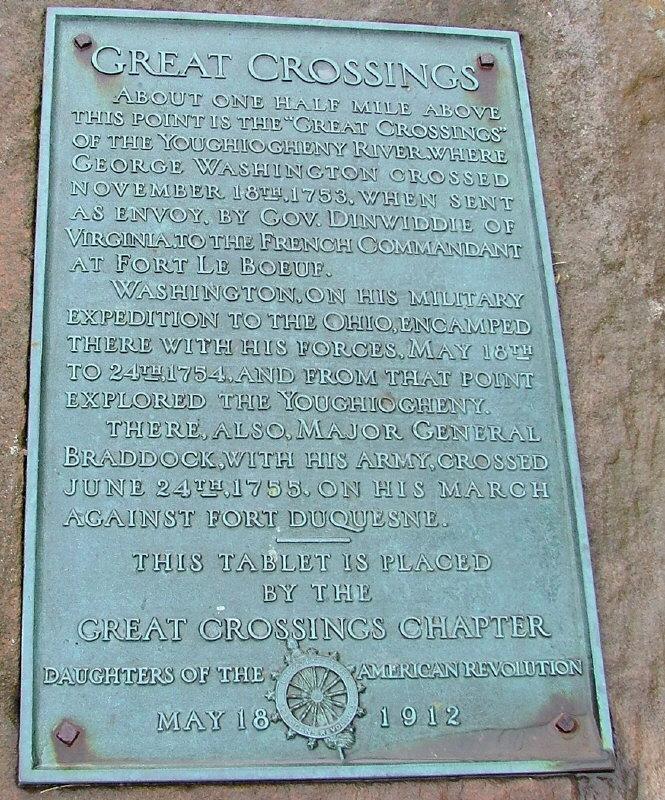 GREAT CROSSINGS
ABOUT ONE HALF MILE ABOVE
THIS POINT IS THE "GREAT CROSSINGS"
OF THE YOUGHIOGHENY RIVER, WHERE
GEORGE WASHINGTON CROSSED
NOVEMBER 18TH, 1753, WHEN SENT
AS ENVOY, BY GOV. DINWIDDIE OF
VIRGINIA, TO THE FRENCH COMMANDANT
AT FORT LE BOEUF.
WASHINGTON, ON HIS MILITARY
EXPEDITION TO THE OHIO, ENCAMPED
THERE WITH HIS FORCES, MAY 18TH
TO 24TH, 1754, AND FROM THAT POINT
EXPLORED THE YOUGHIOGHENY.
THERE, ALSO, MAJOR GENERAL
BRADDOCK, WITH HIS ARMY, CROSSED
JUNE 24TH, 1755, ON HIS MARCH
AGAINST FORT DUQUESNE.
THIS TABLET IS PLACED
BY THE
GREAT CROSSINGS CHAPTER
DAUGHTERS OF THE AMERICAN REVOLUTION
MAY 18 1912